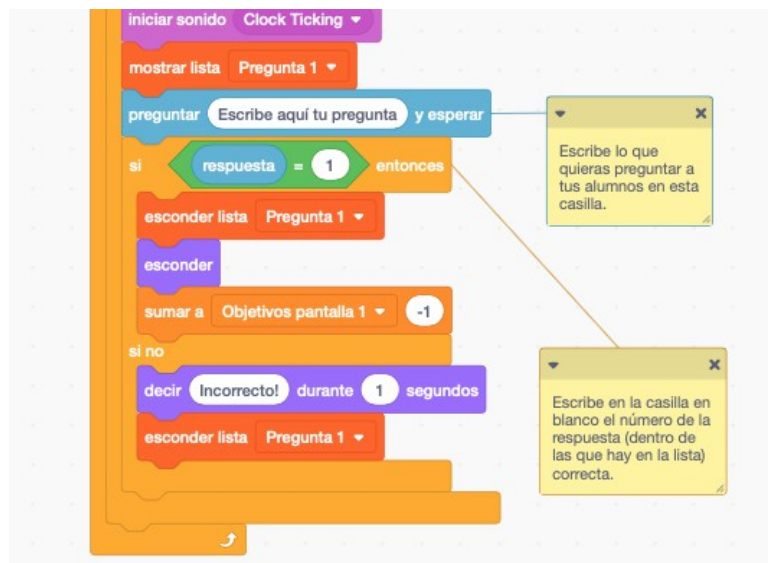 iniciar sonido Clock Ticking
mostrar lista Pregunta 1
preguntar Escribe aquí tu pregunta y esperar
si respuesta = 1 entonces
esconder lista Pregunta 1
esconder
sumar a Objetivos pantalla 1 -1
si no
decir Incorrecto! durante 1 segundos
esconder lista Pregunta 1
Escribe lo que
quieras preguntar a
tus alumnos en esta
casilla.
Escribe en la casilla en
blanco el número de la
respuesta (dentro de
las que hay en la lista)
correcta.